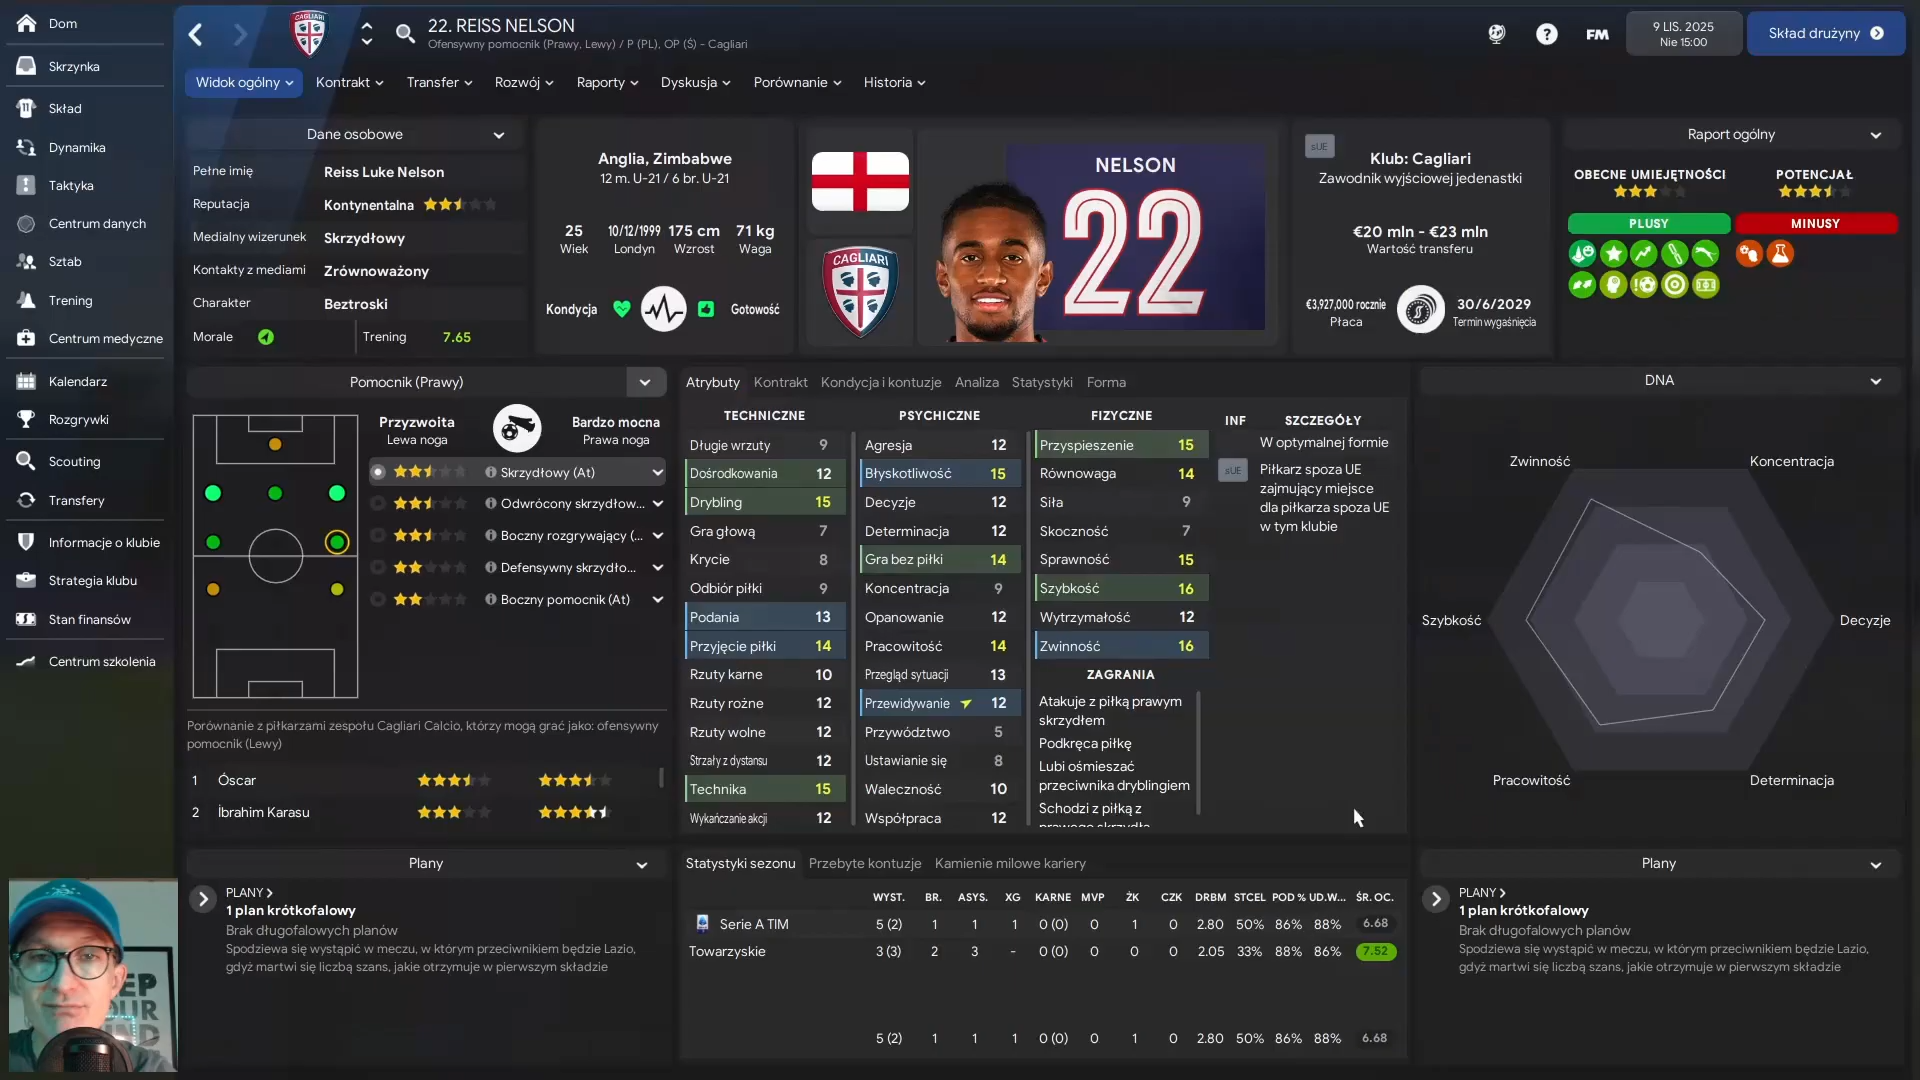 Dom
Skrzynka
Skład
Dynamika
Taktyka
Centrum danych
Sztab
Trening
Centrum medyczne
Kalendarz
Rozgrywki
Scouting
Transfery
Informacje o klubie
Strategia klubu
Stan finansów
Centrum szkolenia
22. REISS NELSON
Ofensywny pomocnik (Prawy, Lewy) / P (PL), OP (Ś) - Cagliari
FM
9 LIS. 2025
Nie 15:00
Skład drużyny
Widok ogólny
Kontrakt
Transfer
Rozwój
Raporty
Dyskusja
Porównanie
Historia
Dane osobowe
Pełne imię Reiss Luke Nelson
Reputacja Kontynentalna
Medialny wizerunek Skrzydłowy
Kontakty z mediami Zrównoważony
Charakter Beztroski
Morale
Trening 7.65
Anglia, Zimbabwe
12 m. U-21 / 6 br. U-21
25 10/12/1999 175 cm 71 kg
Wiek Londyn Wzrost Waga
Kondycja Gotowość
CAGLIARI
NELSON
22
sUE
Klub: Cagliari
Zawodnik wyjściowej jedenastki
€20 mln - €23 mln
Wartość transferu
€3,927,000 rocznie
Płaca
30/6/2029
Termin wygaśnięcia
Raport ogólny
OBECNE UMIEJĘTNOŚCI
POTENCJAŁ
PLUSY
MINUSY
Pomocnik (Prawy)
Przyzwoita
Lewa noga
Bardzo mocna
Prawa noga
Skrzydłowy (At)
Odwrócony skrzydłow...
Boczny rozgrywający (...
Defensywny skrzydło...
Boczny pomocnik (At)
Porównanie z piłkarzami zespołu Cagliari Calcio, którzy mogą grać jako: ofensywny
pomocnik (Lewy)
1 Óscar
2 İbrahim Karasu
Atrybuty
Kontrakt
Kondycja i kontuzje
Analiza
Statystyki
Forma
TECHNICZNE
Długie wrzuty 9
Dośrodkowania 12
Drybling 15
Gra głową 7
Krycie 8
Odbiór piłki 9
Podania 13
Przyjęcie piłki 14
Rzuty karne 10
Rzuty rożne 12
Rzuty wolne 12
Strzały z dystansu 12
Technika 15
Wykańczanie akcji 12
PSYCHICZNE
Agresja 12
Błyskotliwość 15
Decyzje 12
Determinacja 12
Gra bez piłki 14
Koncentracja 9
Opanowanie 12
Pracowitość 14
Przegląd sytuacji 13
Przewidywanie 12
Przywództwo 5
Ustawianie się 8
Waleczność 10
Współpraca 12
FIZYCZNE
Przyspieszenie 15
Równowaga 14
Siła 9
Skoczność 7
Sprawność 15
Szybkość 16
Wytrzymałość 12
Zwinność 16
ZAGRANIA
Atakuje z piłką prawym
skrzydłem
Podkręca piłkę
Lubi ośmieszać
przeciwnika dryblingiem
Schodzi z piłką z
prawego skrzydła
INF SZCZEGÓŁY
W optymalnej formie
sUE
Piłkarz spoza UE
zajmujący miejsce
dla piłkarza spoza UE
w tym klubie
DNA
Zwinność
Koncentracja
Szybkość
Decyzje
Pracowitość
Determinacja
Plany
PLANY
1 plan krótkofalowy
Brak długofalowych planów
Spodziewa się wystąpić w meczu, w którym przeciwnikiem będzie Lazio,
gdyż martwi się liczbą szans, jakie otrzymuje w pierwszym składzie
Statystyki sezonu
Przebyte kontuzje
Kamienie milowe kariery
WYST. BR. ASYS. XG KARNE MVP ŻK CZK DRBM STCEL POD % UD.W... ŚR. OC.
Serie A TIM 5 (2) 1 1 1 0 (0) 0 1 0 2.80 50% 86% 88% 6.68
Towarzyskie 3 (3) 2 3 - 0 (0) 0 0 0 2.05 33% 88% 86% 7.52
5 (2) 1 1 1 0 (0) 0 1 0 2.80 50% 86% 88% 6.68
Plany
PLANY
1 plan krótkofalowy
Brak długofalowych planów
Spodziewa się wystąpić w meczu, w którym przeciwnikiem będzie Lazio,
gdyż martwi się liczbą szans, jakie otrzymuje w pierwszym składzie